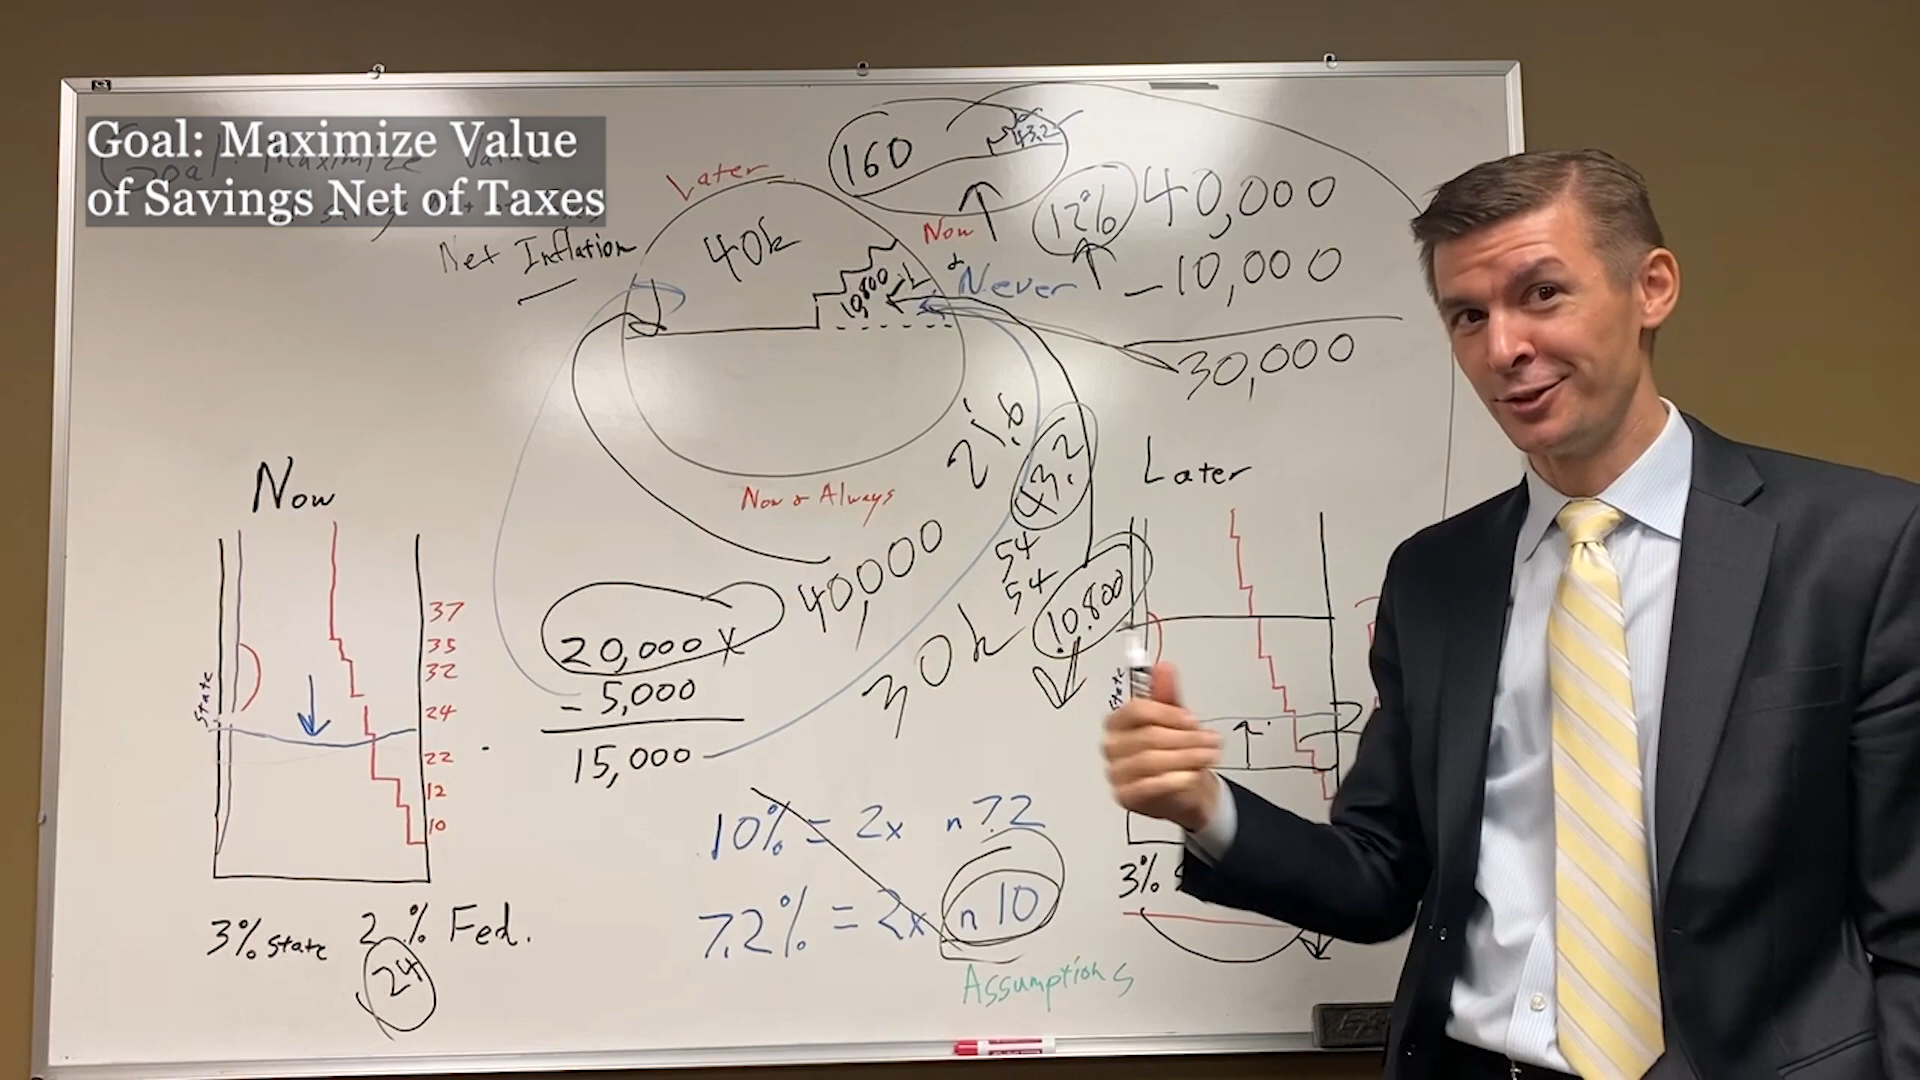 Goal: Maximize Value
of Savings Net of Taxes
Net Inflation
Later
40k
160
43.2
Now
&
Never
10,800
12%
40,000
- 10,000
30,000
Now & Always
21.6
43.2
54
54
10.800
40,000
30k
20,000 x
- 5,000
15,000
Now
State
37
35
32
24
22
12
10
3% State 2 % Fed.
24
10% = 2x n 7.2
7.2% = 2x n 10
Assumptions
Later
State
3%